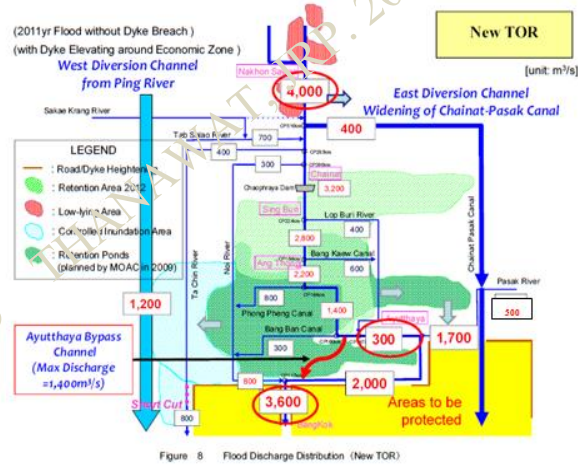 (2011yr Flood without Dyke Breach )
(with Dyke Elevating around Economic Zone )
New TOR
[unit: m³/s]
West Diversion Channel
from Ping River
East Diversion Channel
Widening of Chainat-Pasak Canal
4,000
Sakae Krang River
400
700
400
300
LEGEND
: Road/Dyke Heightening
: Retention Area 2012
: Low-lying Area
: Controlled Inundation Area
: Retention Ponds
(planned by MOAC in 2009)
Chainat
Chaophraya Dam
3,200
Sing Buri
Lop Buri River
400
2,800
Bang Kaew Canal
600
Ang Thong
2,200
Chainat Pasak Canal
Pasak River
500
Ta Chin River
Noi River
1,200
800
Phong Pheng Canal
1,400
Bang Ban Canal
300
Ayutthaya
300
1,700
Ayutthaya Bypass
Channel
(Max Discharge
=1,400m³/s)
800
2,000
Short Cut
800
3,600
Areas to be
protected
Bangkok
Figure 8 Flood Discharge Distribution (New TOR)